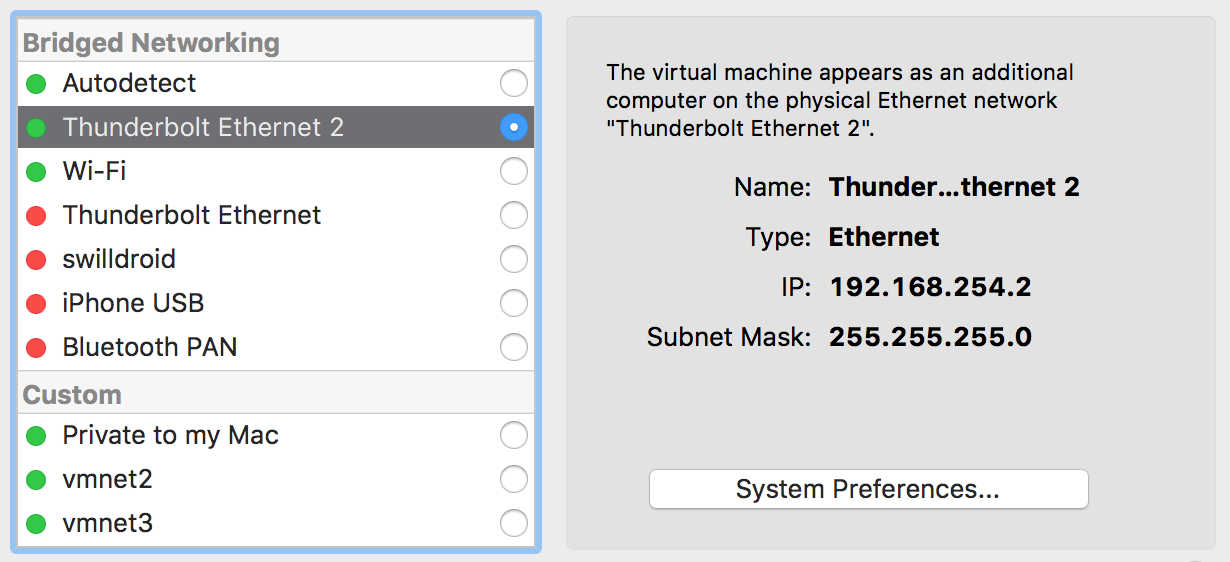 Bridged Networking
Autodetect
Thunderbolt Ethernet 2
Wi-Fi
Thunderbolt Ethernet
swilldroid
iPhone USB
Bluetooth PAN
Custom
Private to my Mac
vmnet2
vmnet3
The virtual machine appears as an additional
computer on the physical Ethernet network
"Thunderbolt Ethernet 2".
Name: Thunder...thernet 2
Type: Ethernet
IP: 192.168.254.2
Subnet Mask: 255.255.255.0
System Preferences...